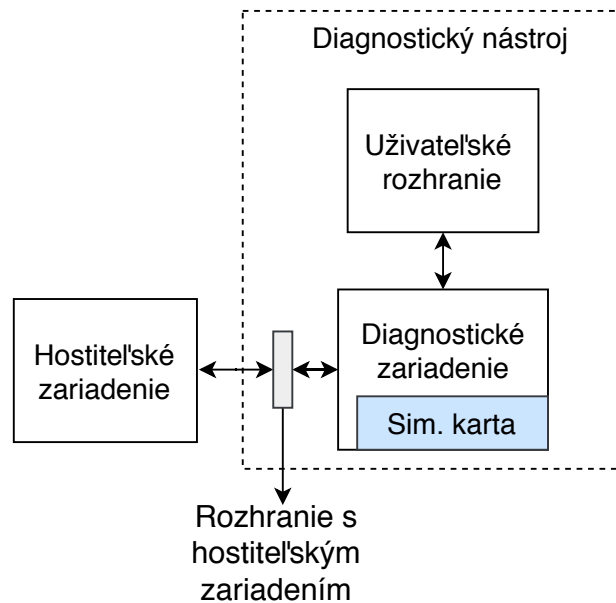 Diagnostický nástroj
Užívateľské
rozhranie
Hostiteľské
zariadenie
Diagnostické
zariadenie
Sim. karta
Rozhranie s
hostiteľským
zariadením